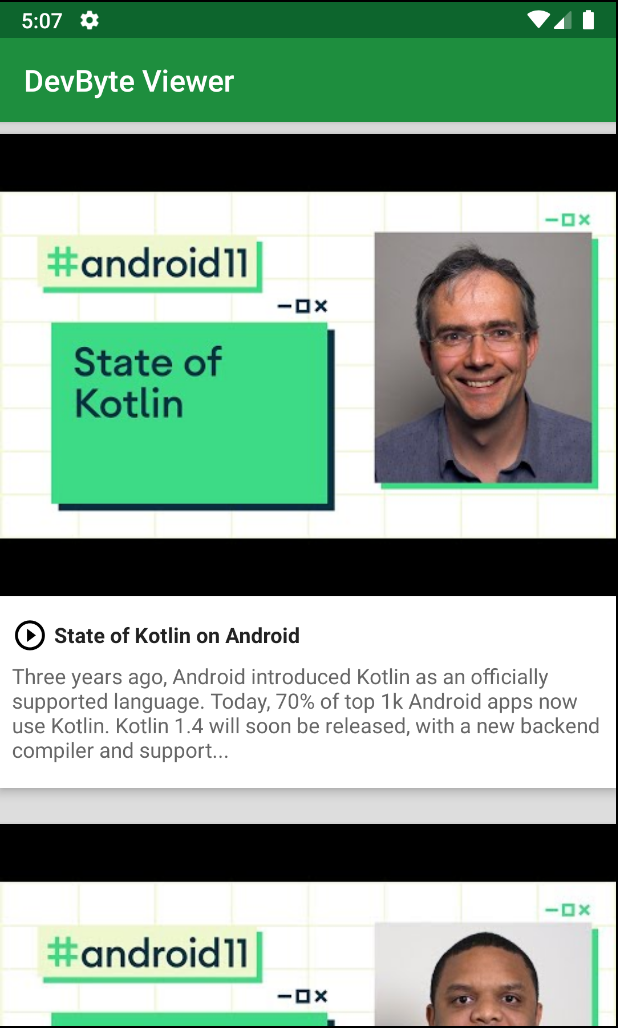 5:07
DevByte Viewer
#android11
State of
Kotlin
State of Kotlin on Android
Three years ago, Android introduced Kotlin as an officially
supported language. Today, 70% of top 1k Android apps now
use Kotlin. Kotlin 1.4 will soon be released, with a new backend
compiler and support...
#android11